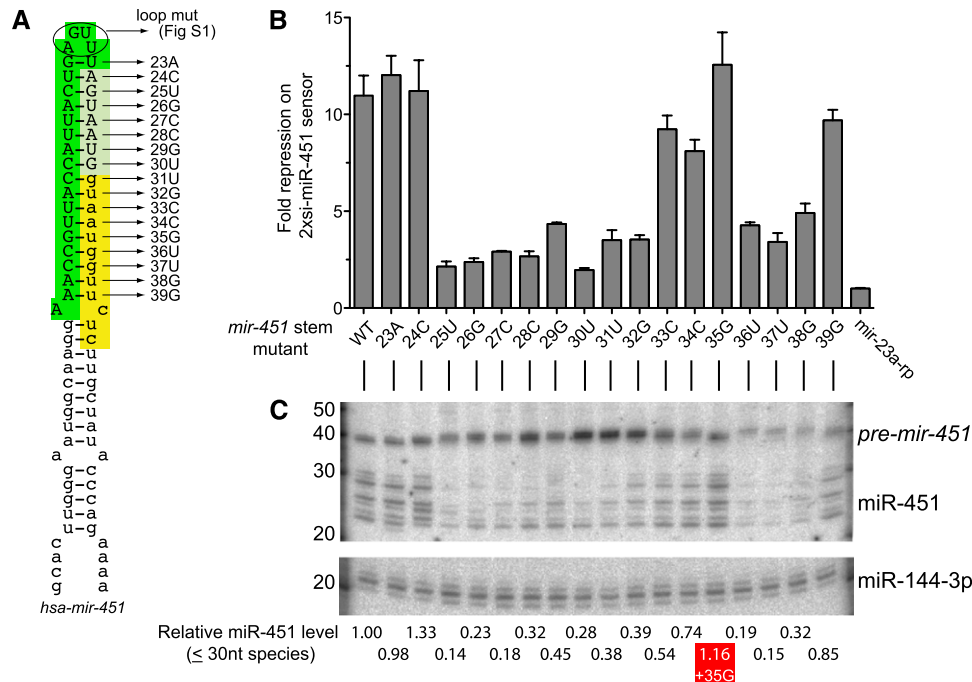 A
GU
A U
G-U
U-A
C-G
A-U
U-A
U-A
A-U
C-G
C-g
A-u
U-a
U-a
G-u
C-g
C-g
A-u
A-u
A c
g-u
g-c
a-u
a-u
g-u
c-g
a-u
g-c
g-u
u-a
a-u
a a
g-c
g-c
g-c
g-c
u-a
u-g
c a
a a
c a
g a
hsa-mir-451
loop mut
(Fig S1)
23A
24C
25U
26G
27C
28C
29G
30U
31U
32G
33C
34C
35G
36U
37U
38G
39G
B
Fold repression on
2xsi-miR-451 sensor
15
10
5
0
mir-451 stem
mutant
WT 23A 24C 25U 26G 27C 28C 29G 30U 31U 32G 33C 34C 35G 36U 37U 38G 39G mir-23a-rp
C
50
40
30
20
pre-mir-451
miR-451
20
miR-144-3p
Relative miR-451 level
(≤ 30nt species)
1.00 1.33 0.23 0.32 0.28 0.39 0.74 0.19 0.32
0.98 0.14 0.18 0.45 0.38 0.54 1.16 0.15 0.85
+35G